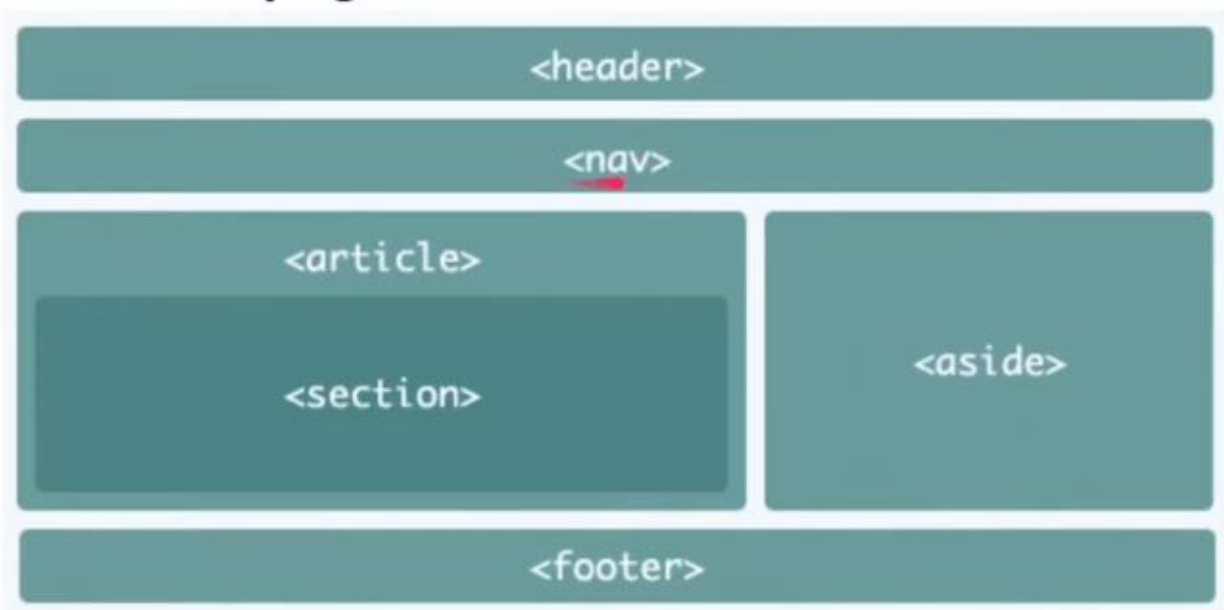 <header>
<nav>
<article>
<section>
<aside>
<footer>